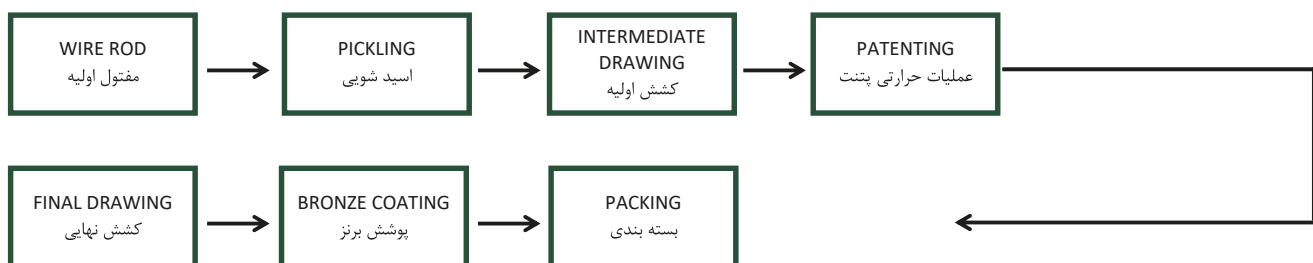 WIRE ROD
مفتول اولیه
PICKLING
اسید شویی
INTERMEDIATE
DRAWING
کشش اولیه
PATENTING
عملیات حرارتی پتنت
FINAL DRAWING
کشش نهایی
BRONZE COATING
پوشش برنز
PACKING
بسته بندی